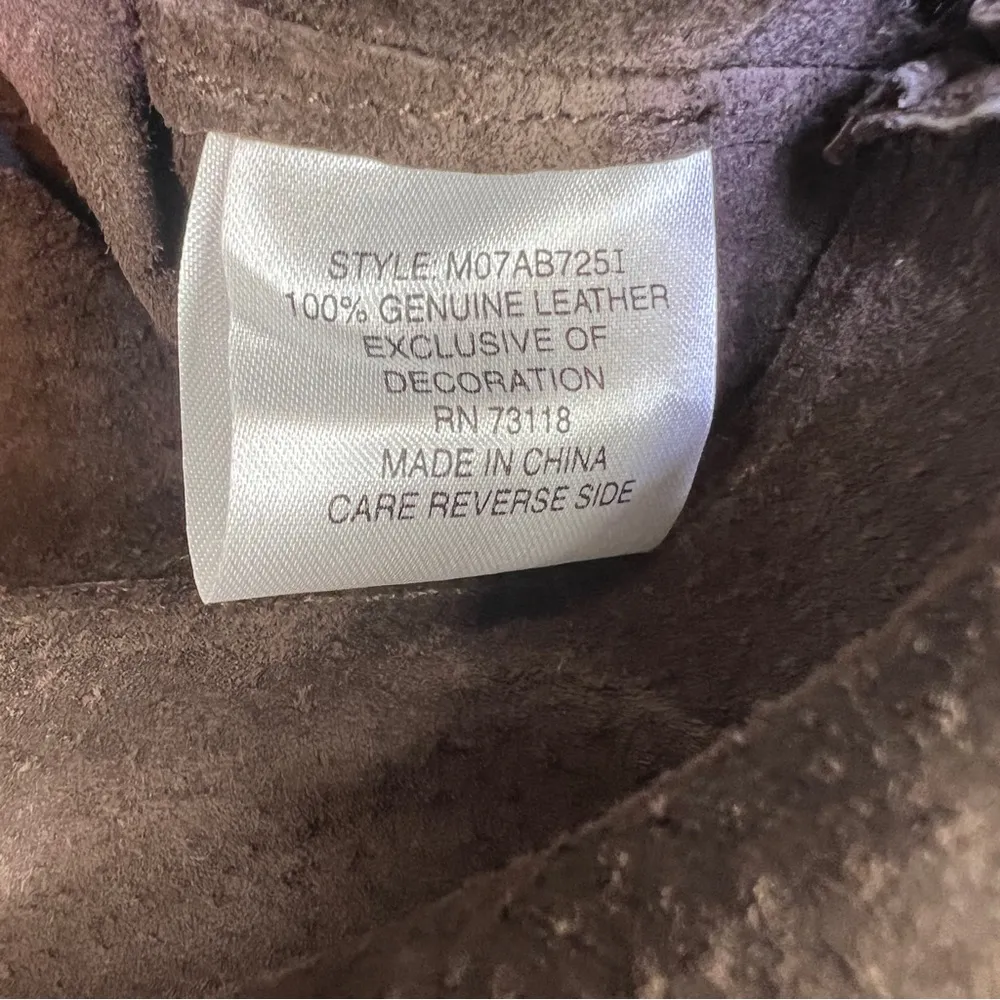 STYLE: M07AB725I
100% GENUINE LEATHER
EXCLUSIVE OF
DECORATION
RN 73118
MADE IN CHINA
CARE REVERSE SIDE